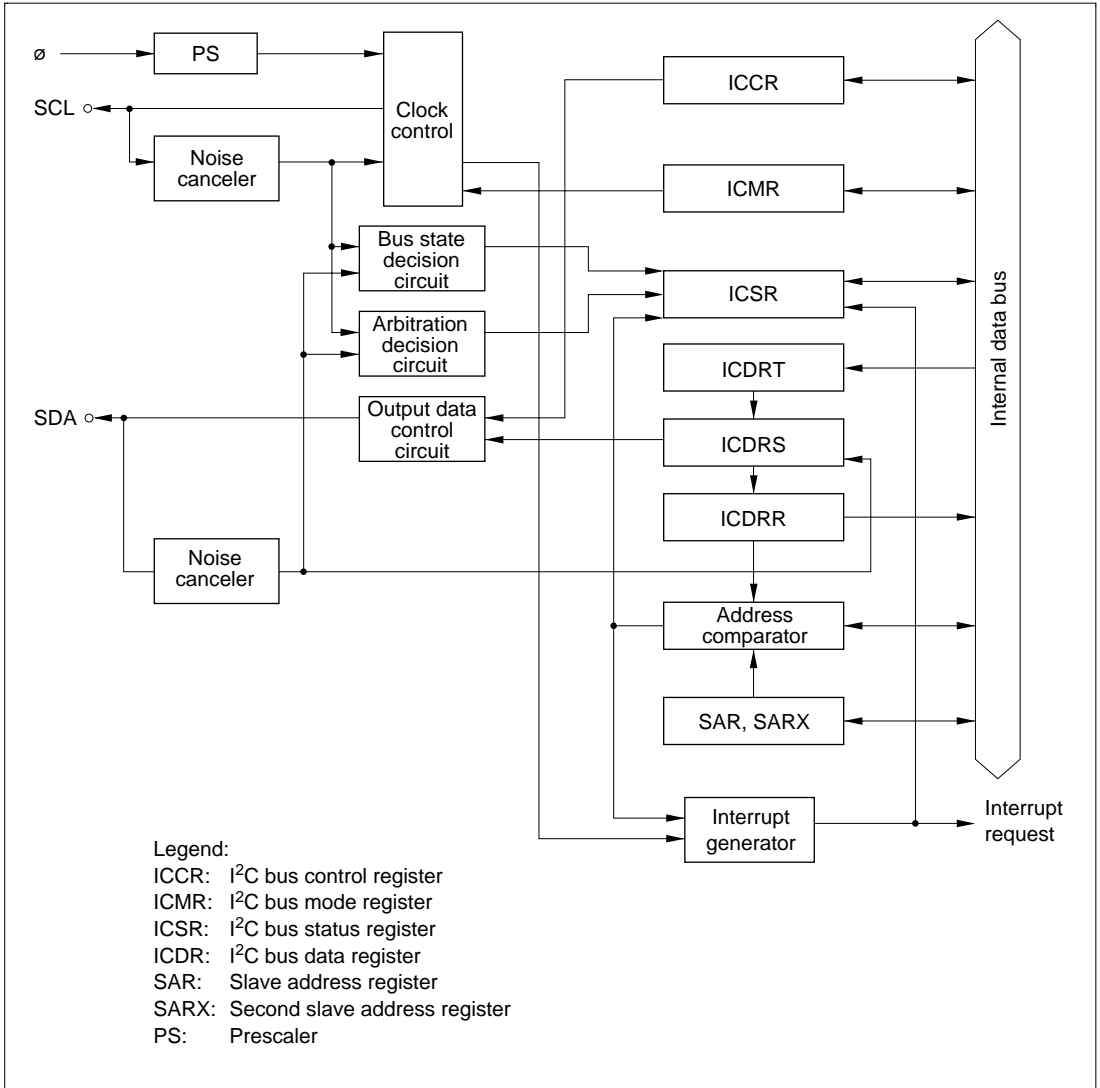 ø
PS
SCL
Clock
control
Noise
canceler
ICCR
ICMR
Bus state
decision
circuit
ICSR
Arbitration
decision
circuit
ICDRT
SDA
Output data
control
circuit
ICDRS
ICDRR
Noise
canceler
Address
comparator
SAR, SARX
Internal data bus
Interrupt
generator
Interrupt
request
Legend:
ICCR: I²C bus control register
ICMR: I²C bus mode register
ICSR: I²C bus status register
ICDR: I²C bus data register
SAR: Slave address register
SARX: Second slave address register
PS: Prescaler